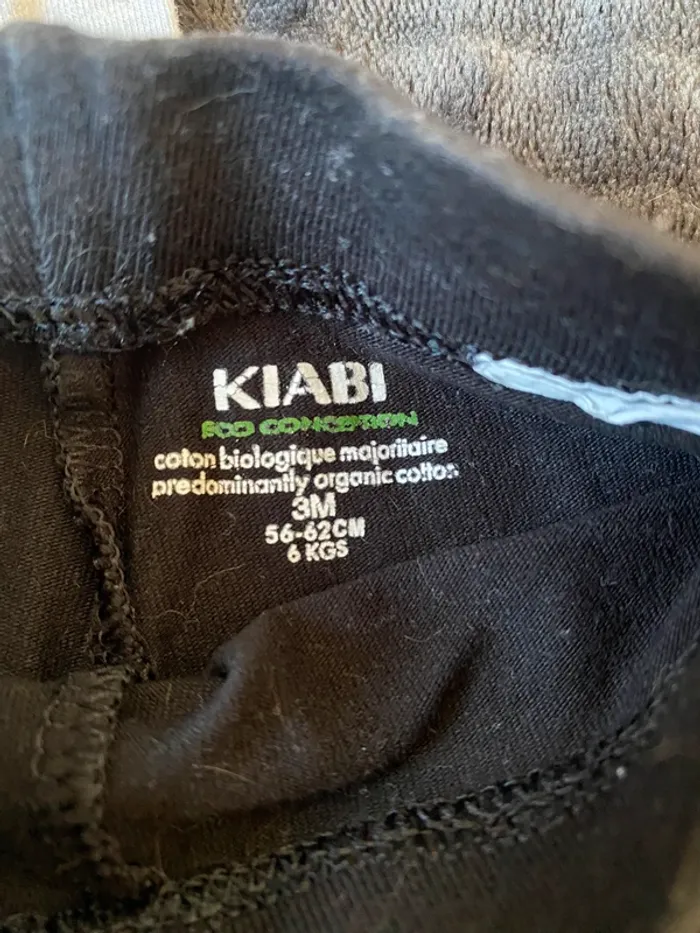 KIABI
ECO CONCEPTION
coton biologique majoritaire
predominantly organic cotton
3M
56-62CM
6 KGS